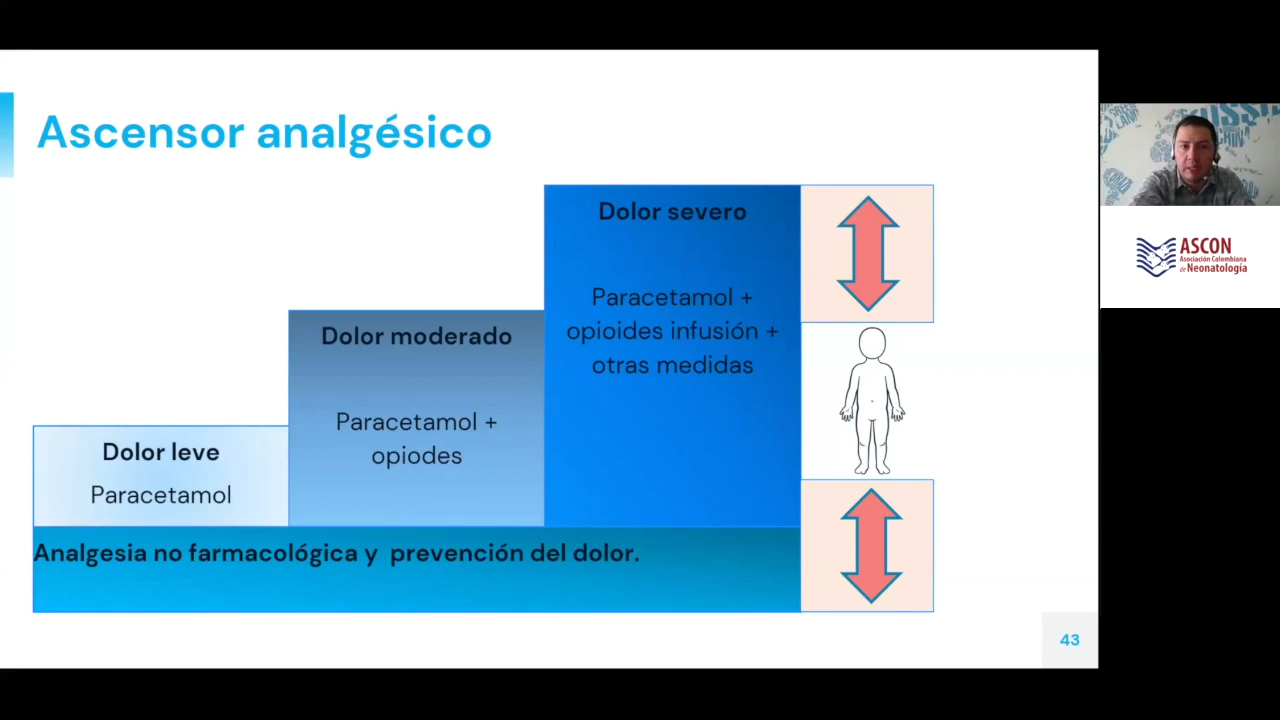 Ascensor analgésico
Dolor severo
Paracetamol +
opioides infusión +
otras medidas
Dolor moderado
Paracetamol +
opiodes
Dolor leve
Paracetamol
Analgesia no farmacológica y prevención del dolor.
43
ASCON
Asociación Colombiana
de Neonatología